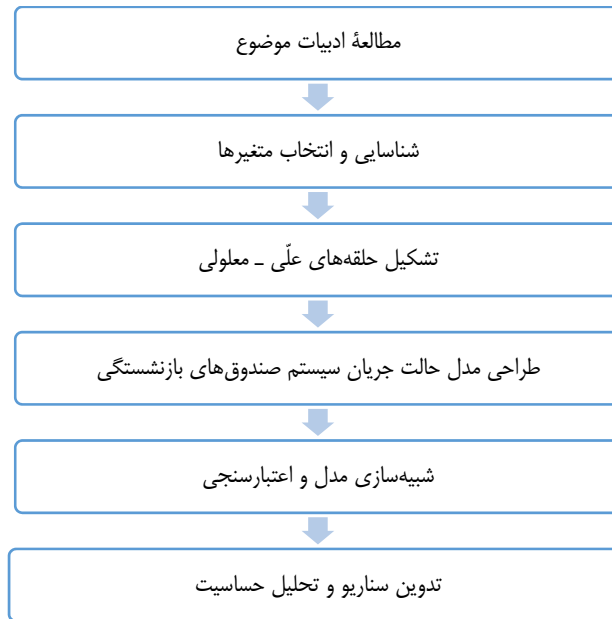 مطالعۀ ادبیات موضوع
شناسایی و انتخاب متغیرها
تشکیل حلقه‌های علّی ـ معلولی
طراحی مدل حالت جریان سیستم صندوق‌های بازنشستگی
شبیه‌سازی مدل و اعتبارسنجی
تدوین سناریو و تحلیل حساسیت